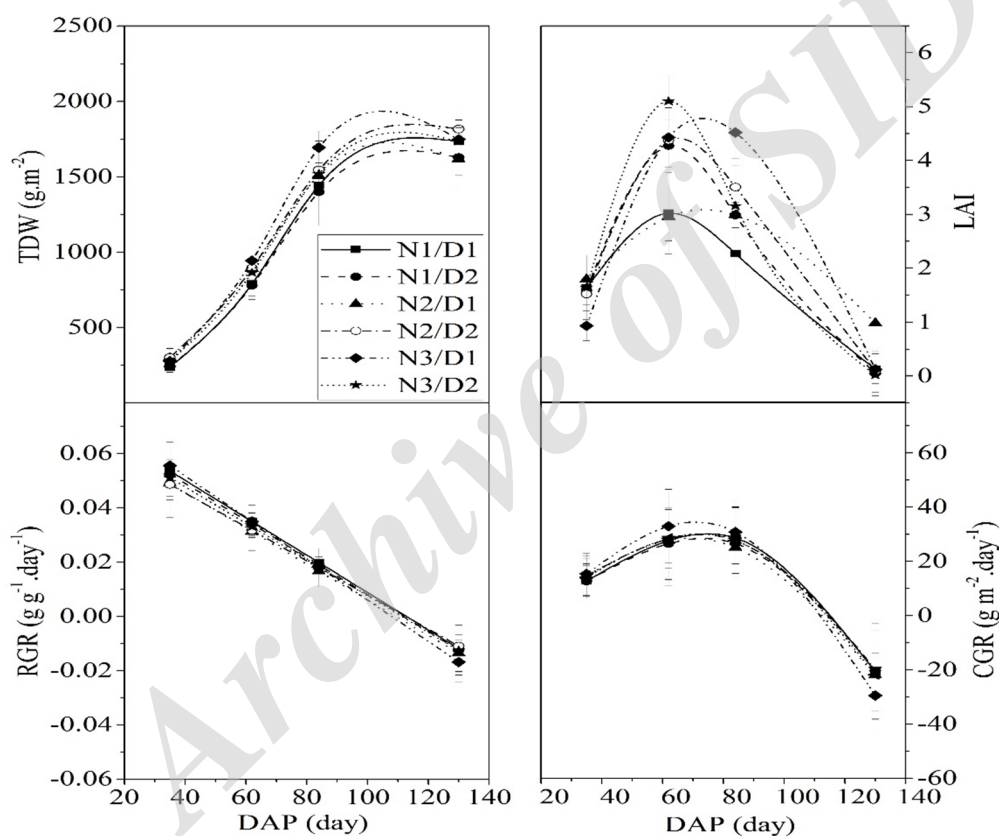 2500
2000
1500
1000
500
TDW (g.m⁻²)
N1/D1
N1/D2
N2/D1
N2/D2
N3/D1
N3/D2
6
5
4
3
2
1
0
LAI
0.06
0.04
0.02
0.00
-0.02
-0.04
-0.06
RGR (g g⁻¹.day⁻¹)
60
40
20
0
-20
-40
-60
CGR (g m⁻².day⁻¹)
20 40 60 80 100 120 140
20 40 60 80 100 120 140
DAP (day)
DAP (day)
Archive of SID